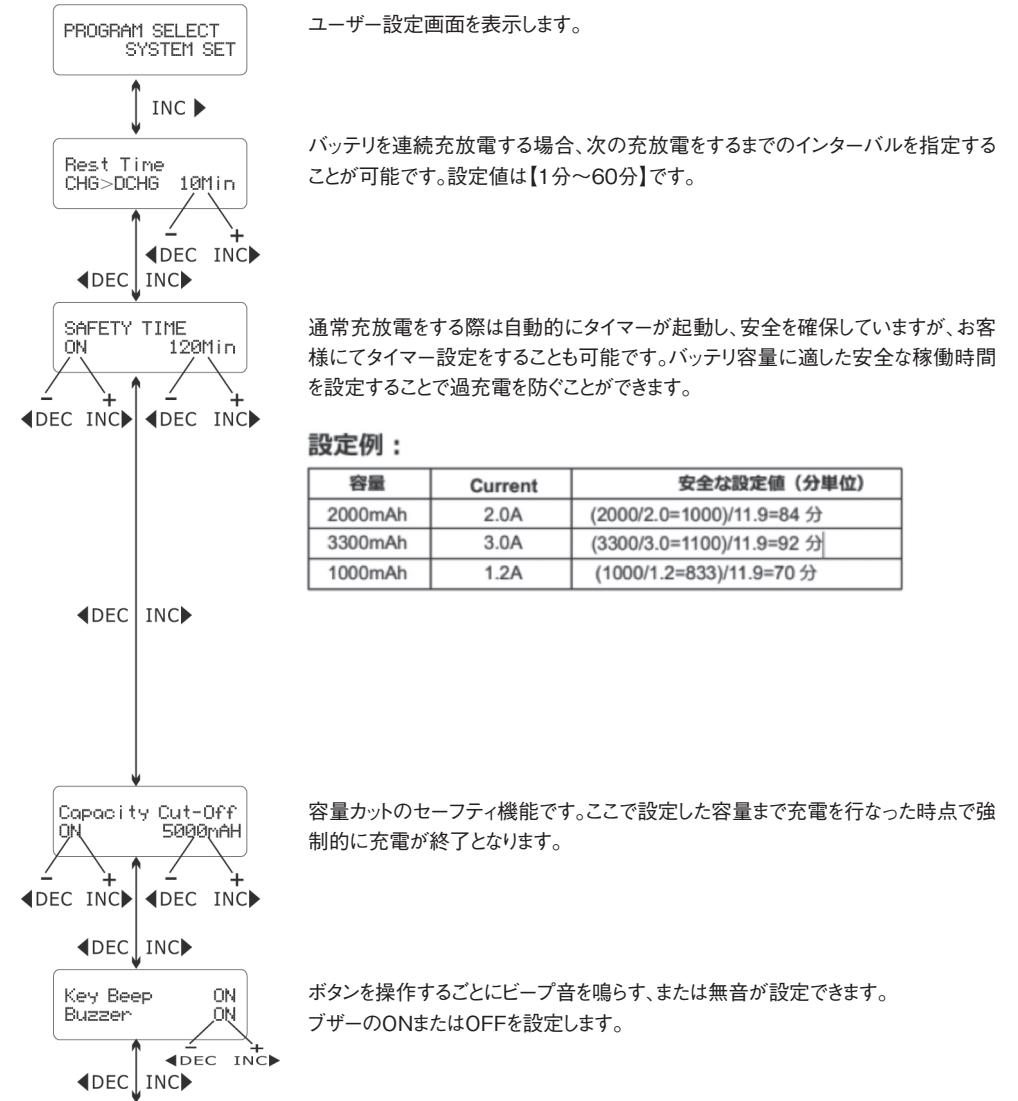 PROGRAM SELECT
SYSTEM SET
ユーザー設定画面を表示します。
INC ▶
Rest Time
CHG>DCHG 10Min
バッテリを連続充放電する場合、次の充放電をするまでのインターバルを指定する
ことが可能です。設定値は【1分~60分】です。
- +
◀DEC INC▶
◀DEC INC▶
SAFETY TIME
ON 120Min
通常充放電をする際は自動的にタイマーが起動し、安全を確保していますが、お客
様にてタイマー設定をすることも可能です。バッテリ容量に適した安全な稼働時間
を設定することで過充電を防ぐことができます。
- + - +
◀DEC INC▶ ◀DEC INC▶
設定例:
容量 Current 安全な設定値(分単位)
2000mAh 2.0A (2000/2.0=1000)/11.9=84 分
3300mAh 3.0A (3300/3.0=1100)/11.9=92 分
1000mAh 1.2A (1000/1.2=833)/11.9=70 分
◀DEC INC▶
Capacity Cut-Off
ON 5000mAH
容量カットのセーフティ機能です。ここで設定した容量まで充電を行なった時点で強
制的に充電が終了となります。
- + - +
◀DEC INC▶ ◀DEC INC▶
◀DEC INC▶
Key Beep ON
Buzzer ON
ボタンを操作するごとにビープ音を鳴らす、または無音が設定できます。
ブザーのONまたはOFFを設定します。
- +
◀DEC INC▶
◀DEC INC▶